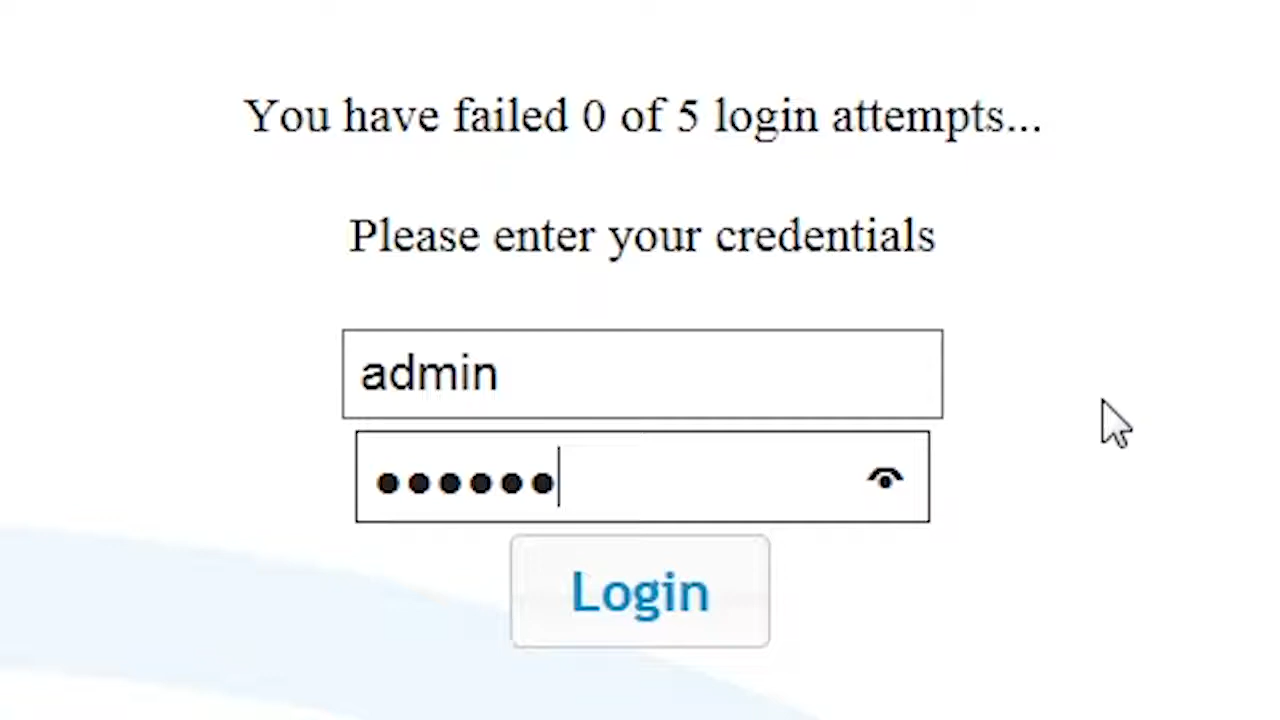 You have failed 0 of 5 login attempts...
Please enter your credentials
admin
●●●●●●
Login